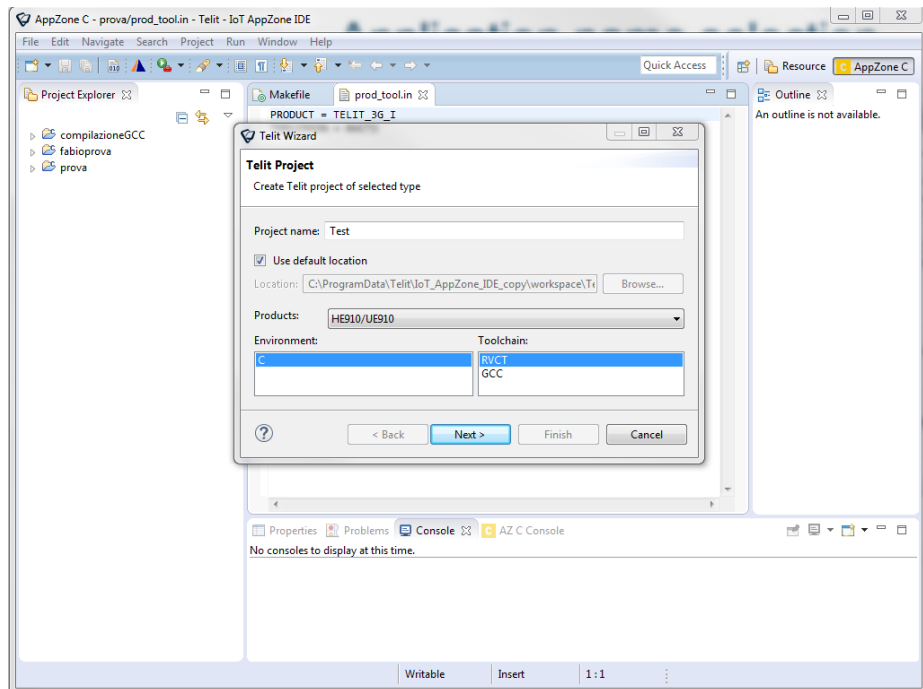 AppZone C - prova/prod_tool.in - Telit - IoT AppZone IDE
File Edit Navigate Search Project Run Window Help
Quick Access
Resource
C AppZone C
Project Explorer
Makefile
prod_tool.in
Outline
PRODUCT = TELIT_3G_I
An outline is not available.
compilazioneGCC
fabioprova
prova
Telit Wizard
Telit Project
Create Telit project of selected type
Project name: Test
Use default location
Location: C:\ProgramData\Telit\IoT_AppZone_IDE_copy\workspace\Te
Browse...
Products: HE910/UE910
Environment: Toolchain:
C RVCT
GCC
< Back Next > Finish Cancel
Properties Problems Console C AZ C Console
No consoles to display at this time.
Writable Insert 1:1